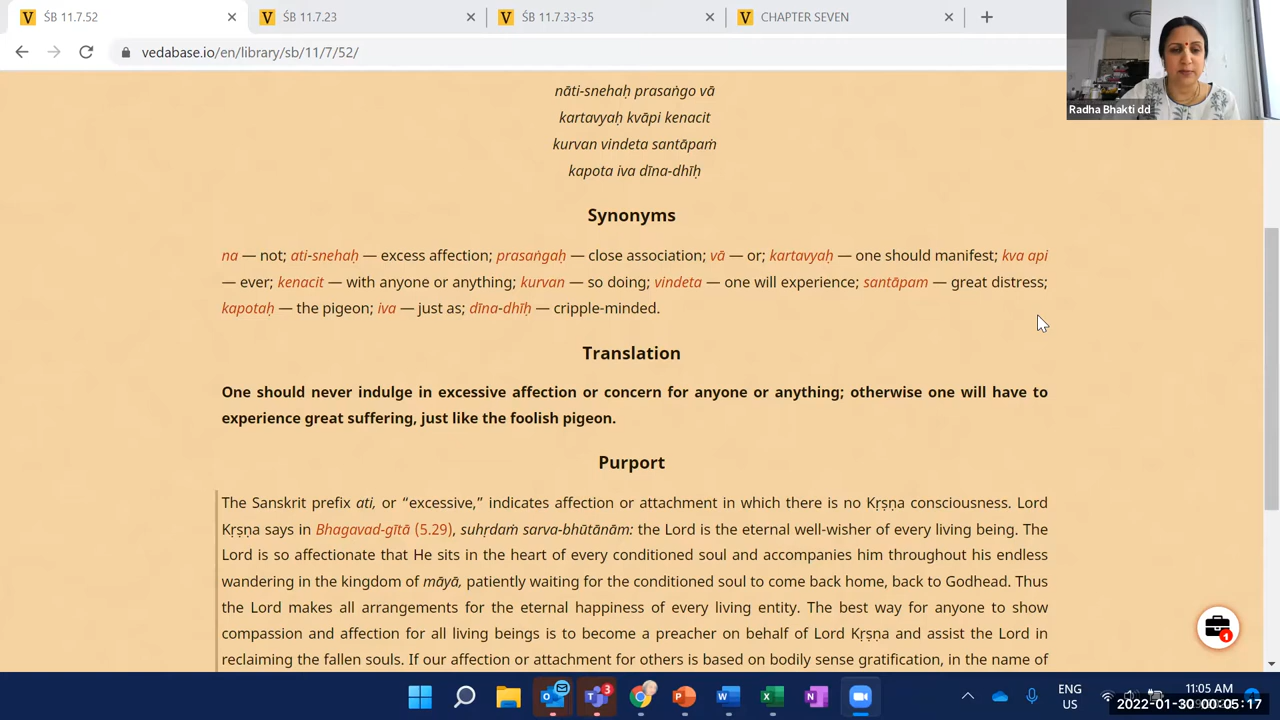 ŚB 11.7.52
ŚB 11.7.23
ŚB 11.7.33-35
CHAPTER SEVEN
vedabase.io/en/library/sb/11/7/52/
Radha Bhakti dd
nāti-snehaḥ prasaṅgo vā
kartavyaḥ kvāpi kenacit
kurvan vindeta santāpaṁ
kapota iva dīna-dhīḥ
Synonyms
na — not; ati-snehaḥ — excess affection; prasaṅgaḥ — close association; vā — or; kartavyaḥ — one should manifest; kva api
— ever; kenacit — with anyone or anything; kurvan — so doing; vindeta — one will experience; santāpam — great distress;
kapotaḥ — the pigeon; iva — just as; dīna-dhīḥ — cripple-minded.
Translation
One should never indulge in excessive affection or concern for anyone or anything; otherwise one will have to
experience great suffering, just like the foolish pigeon.
Purport
The Sanskrit prefix ati, or “excessive,” indicates affection or attachment in which there is no Kṛṣṇa consciousness. Lord
Kṛṣṇa says in Bhagavad-gītā (5.29), suhṛdaṁ sarva-bhūtānām: the Lord is the eternal well-wisher of every living being. The
Lord is so affectionate that He sits in the heart of every conditioned soul and accompanies him throughout his endless
wandering in the kingdom of māyā, patiently waiting for the conditioned soul to come back home, back to Godhead. Thus
the Lord makes all arrangements for the eternal happiness of every living entity. The best way for anyone to show
compassion and affection for all living beings is to become a preacher on behalf of Lord Kṛṣṇa and assist the Lord in
reclaiming the fallen souls. If our affection or attachment for others is based on bodily sense gratification, in the name of
1
3
ENG
US
11:05 AM
2022-01-30 00:05:17